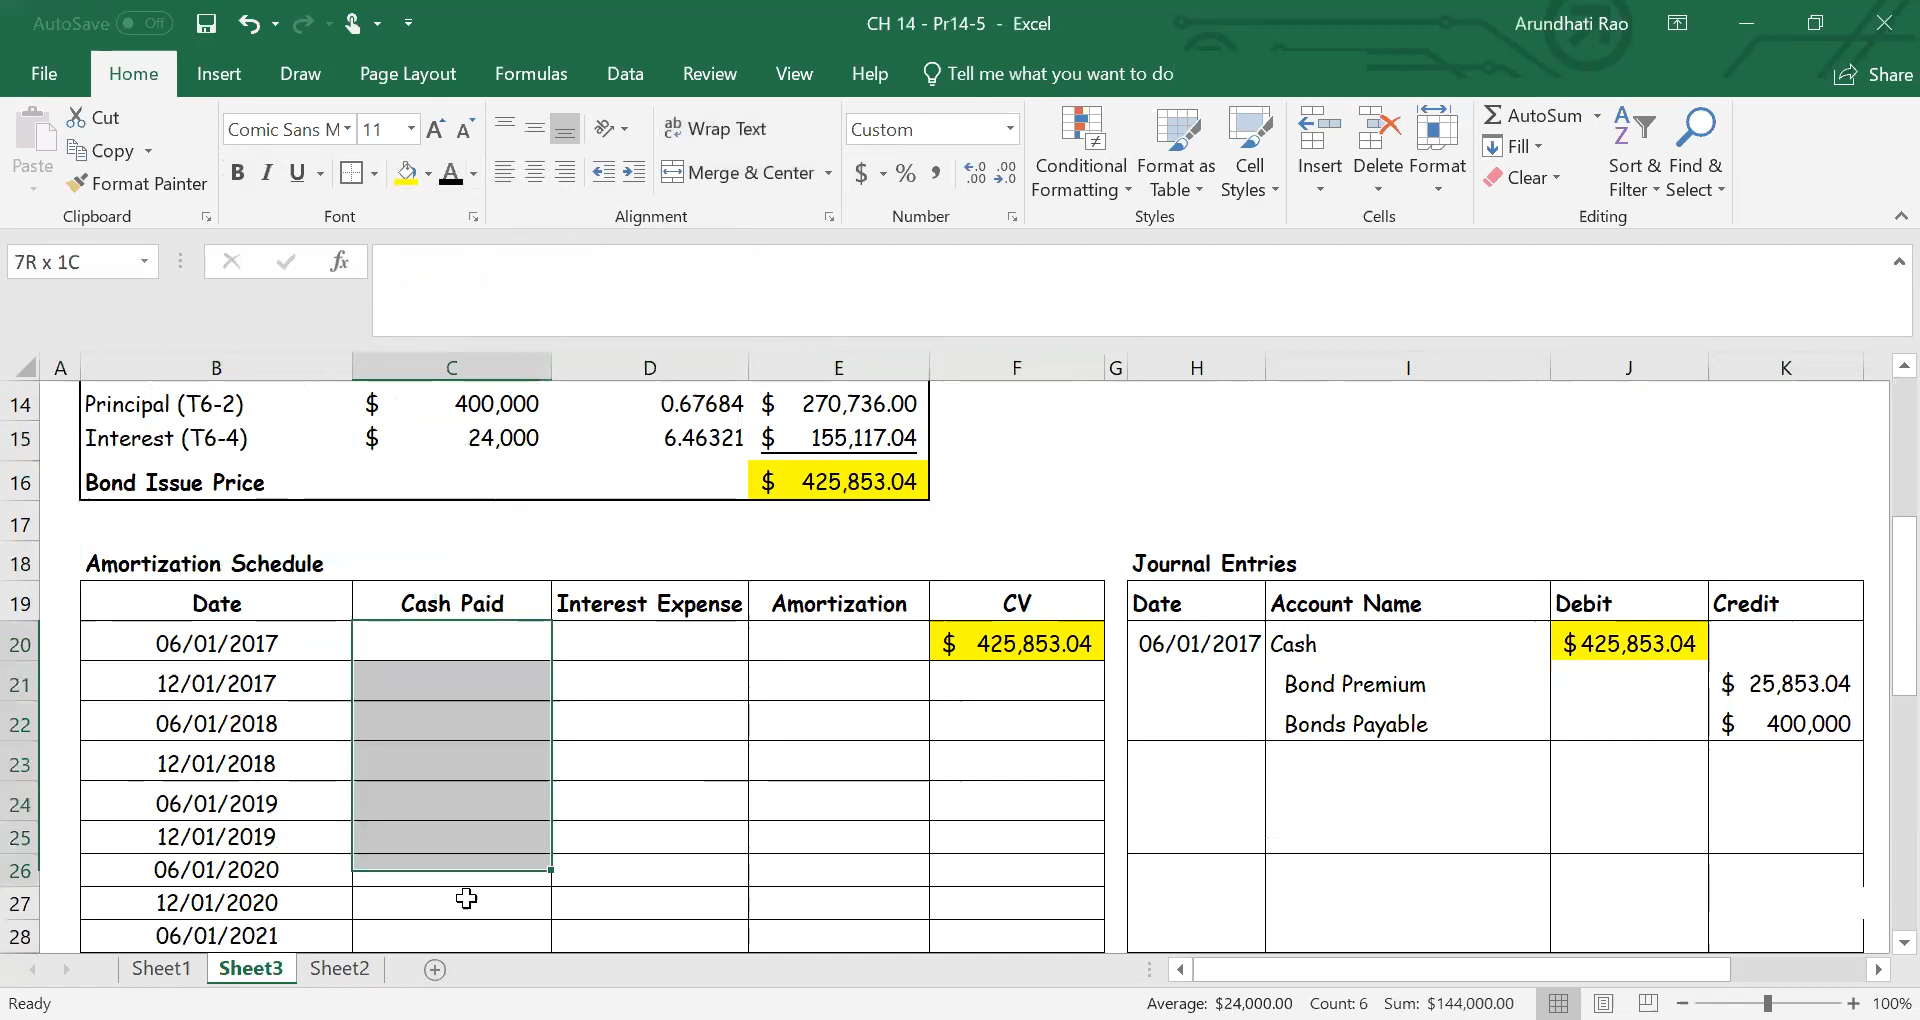 AutoSave Off CH 14 - Pr14-5 - Excel Arundhati Rao
File Home Insert Draw Page Layout Formulas Data Review View Help Tell me what you want to do Share
Paste
Cut
Copy
Format Painter
Clipboard
Comic Sans M 11
B I U A
Font
Wrap Text
Merge & Center
Alignment
Custom
$ % ,
Number
Conditional Formatting
Format as Table
Cell Styles
Styles
Insert Delete Format
Cells
AutoSum
Fill
Clear
Sort & Filter
Find & Select
Editing
7R x 1C fx
A B C D E F G H I J K
14 Principal (T6-2) $ 400,000 0.67684 $ 270,736.00
15 Interest (T6-4) $ 24,000 6.46321 $ 155,117.04
16 Bond Issue Price $ 425,853.04
17
18 Amortization Schedule Journal Entries
19 Date Cash Paid Interest Expense Amortization CV Date Account Name Debit Credit
20 06/01/2017 $ 425,853.04 06/01/2017 Cash $ 425,853.04
21 12/01/2017 Bond Premium $ 25,853.04
22 06/01/2018 Bonds Payable $ 400,000
23 12/01/2018
24 06/01/2019
25 12/01/2019
26 06/01/2020
27 12/01/2020
28 06/01/2021
Sheet1 Sheet3 Sheet2
Ready Average: $24,000.00 Count: 6 Sum: $144,000.00 100%